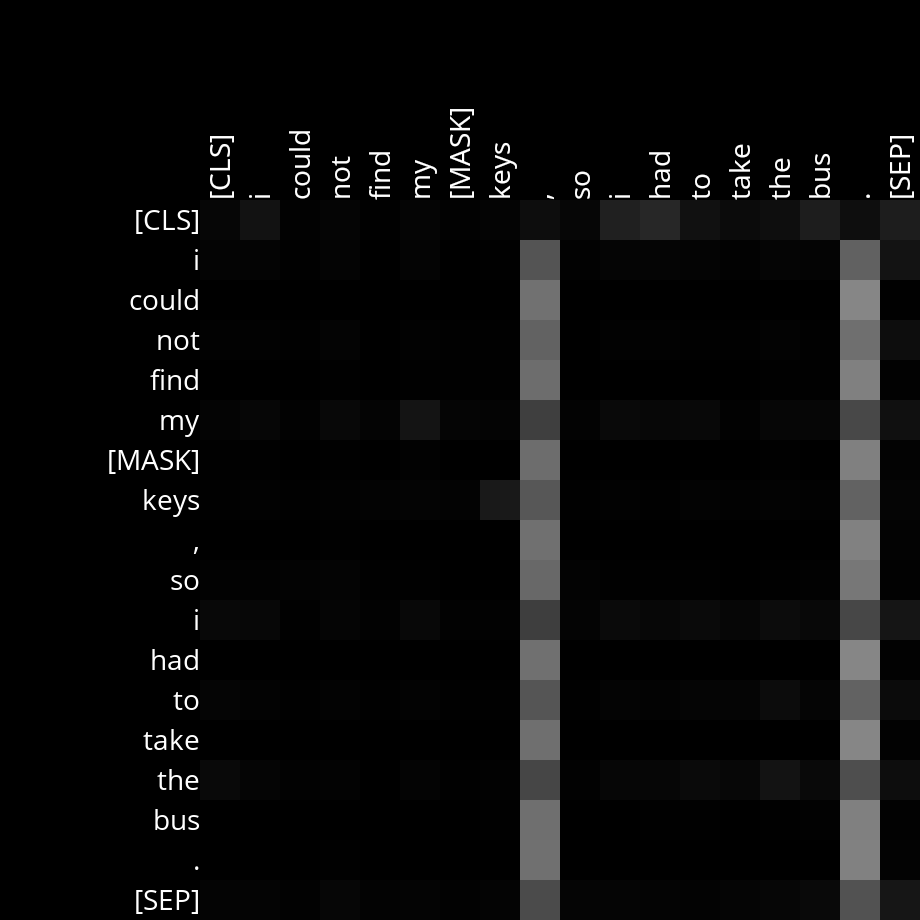 [CLS] i could not find my [MASK] keys , so i had to take the bus . [SEP]
[CLS]
i
could
not
find
my
[MASK]
keys
,
so
i
had
to
take
the
bus
.
[SEP]